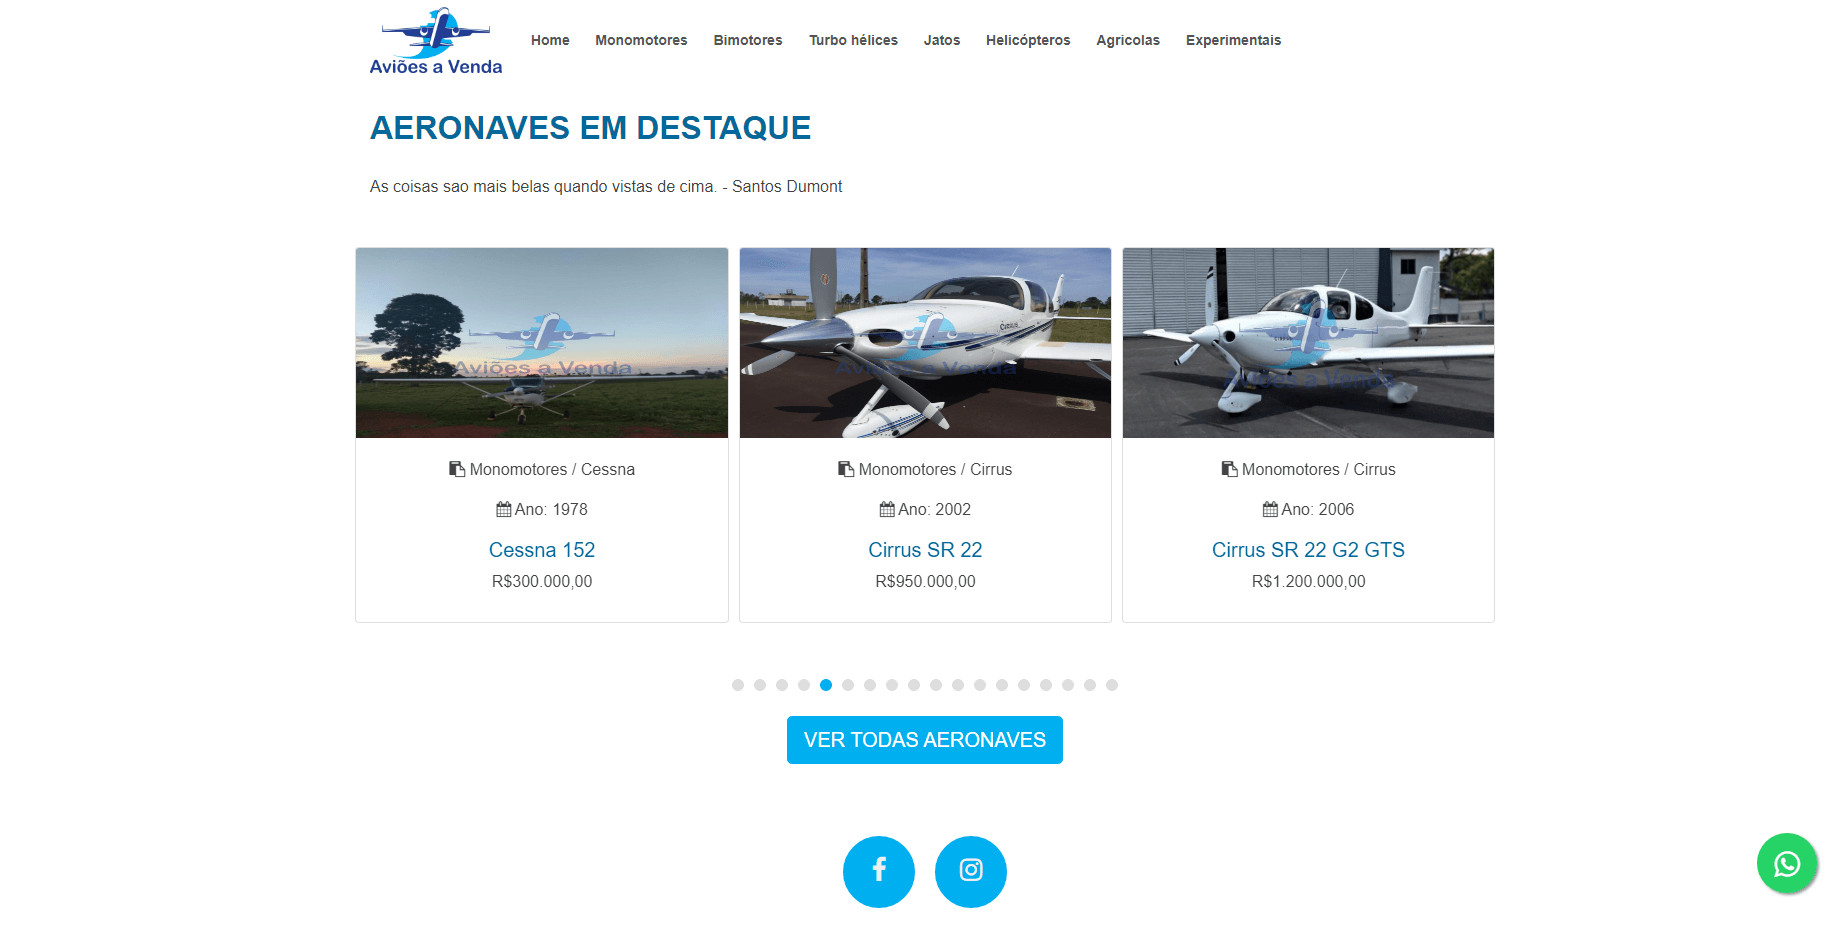 Aviões a Venda
Home Monomotores Bimotores Turbo hélices Jatos Helicópteros Agricolas Experimentais
AERONAVES EM DESTAQUE
As coisas sao mais belas quando vistas de cima. - Santos Dumont
Aviões a Venda
Cirrus
Aviões a Venda
CIRRUS
Aviões a Venda
Monomotores / Cessna
Ano: 1978
Cessna 152
R$300.000,00
Monomotores / Cirrus
Ano: 2002
Cirrus SR 22
R$950.000,00
Monomotores / Cirrus
Ano: 2006
Cirrus SR 22 G2 GTS
R$1.200.000,00
VER TODAS AERONAVES